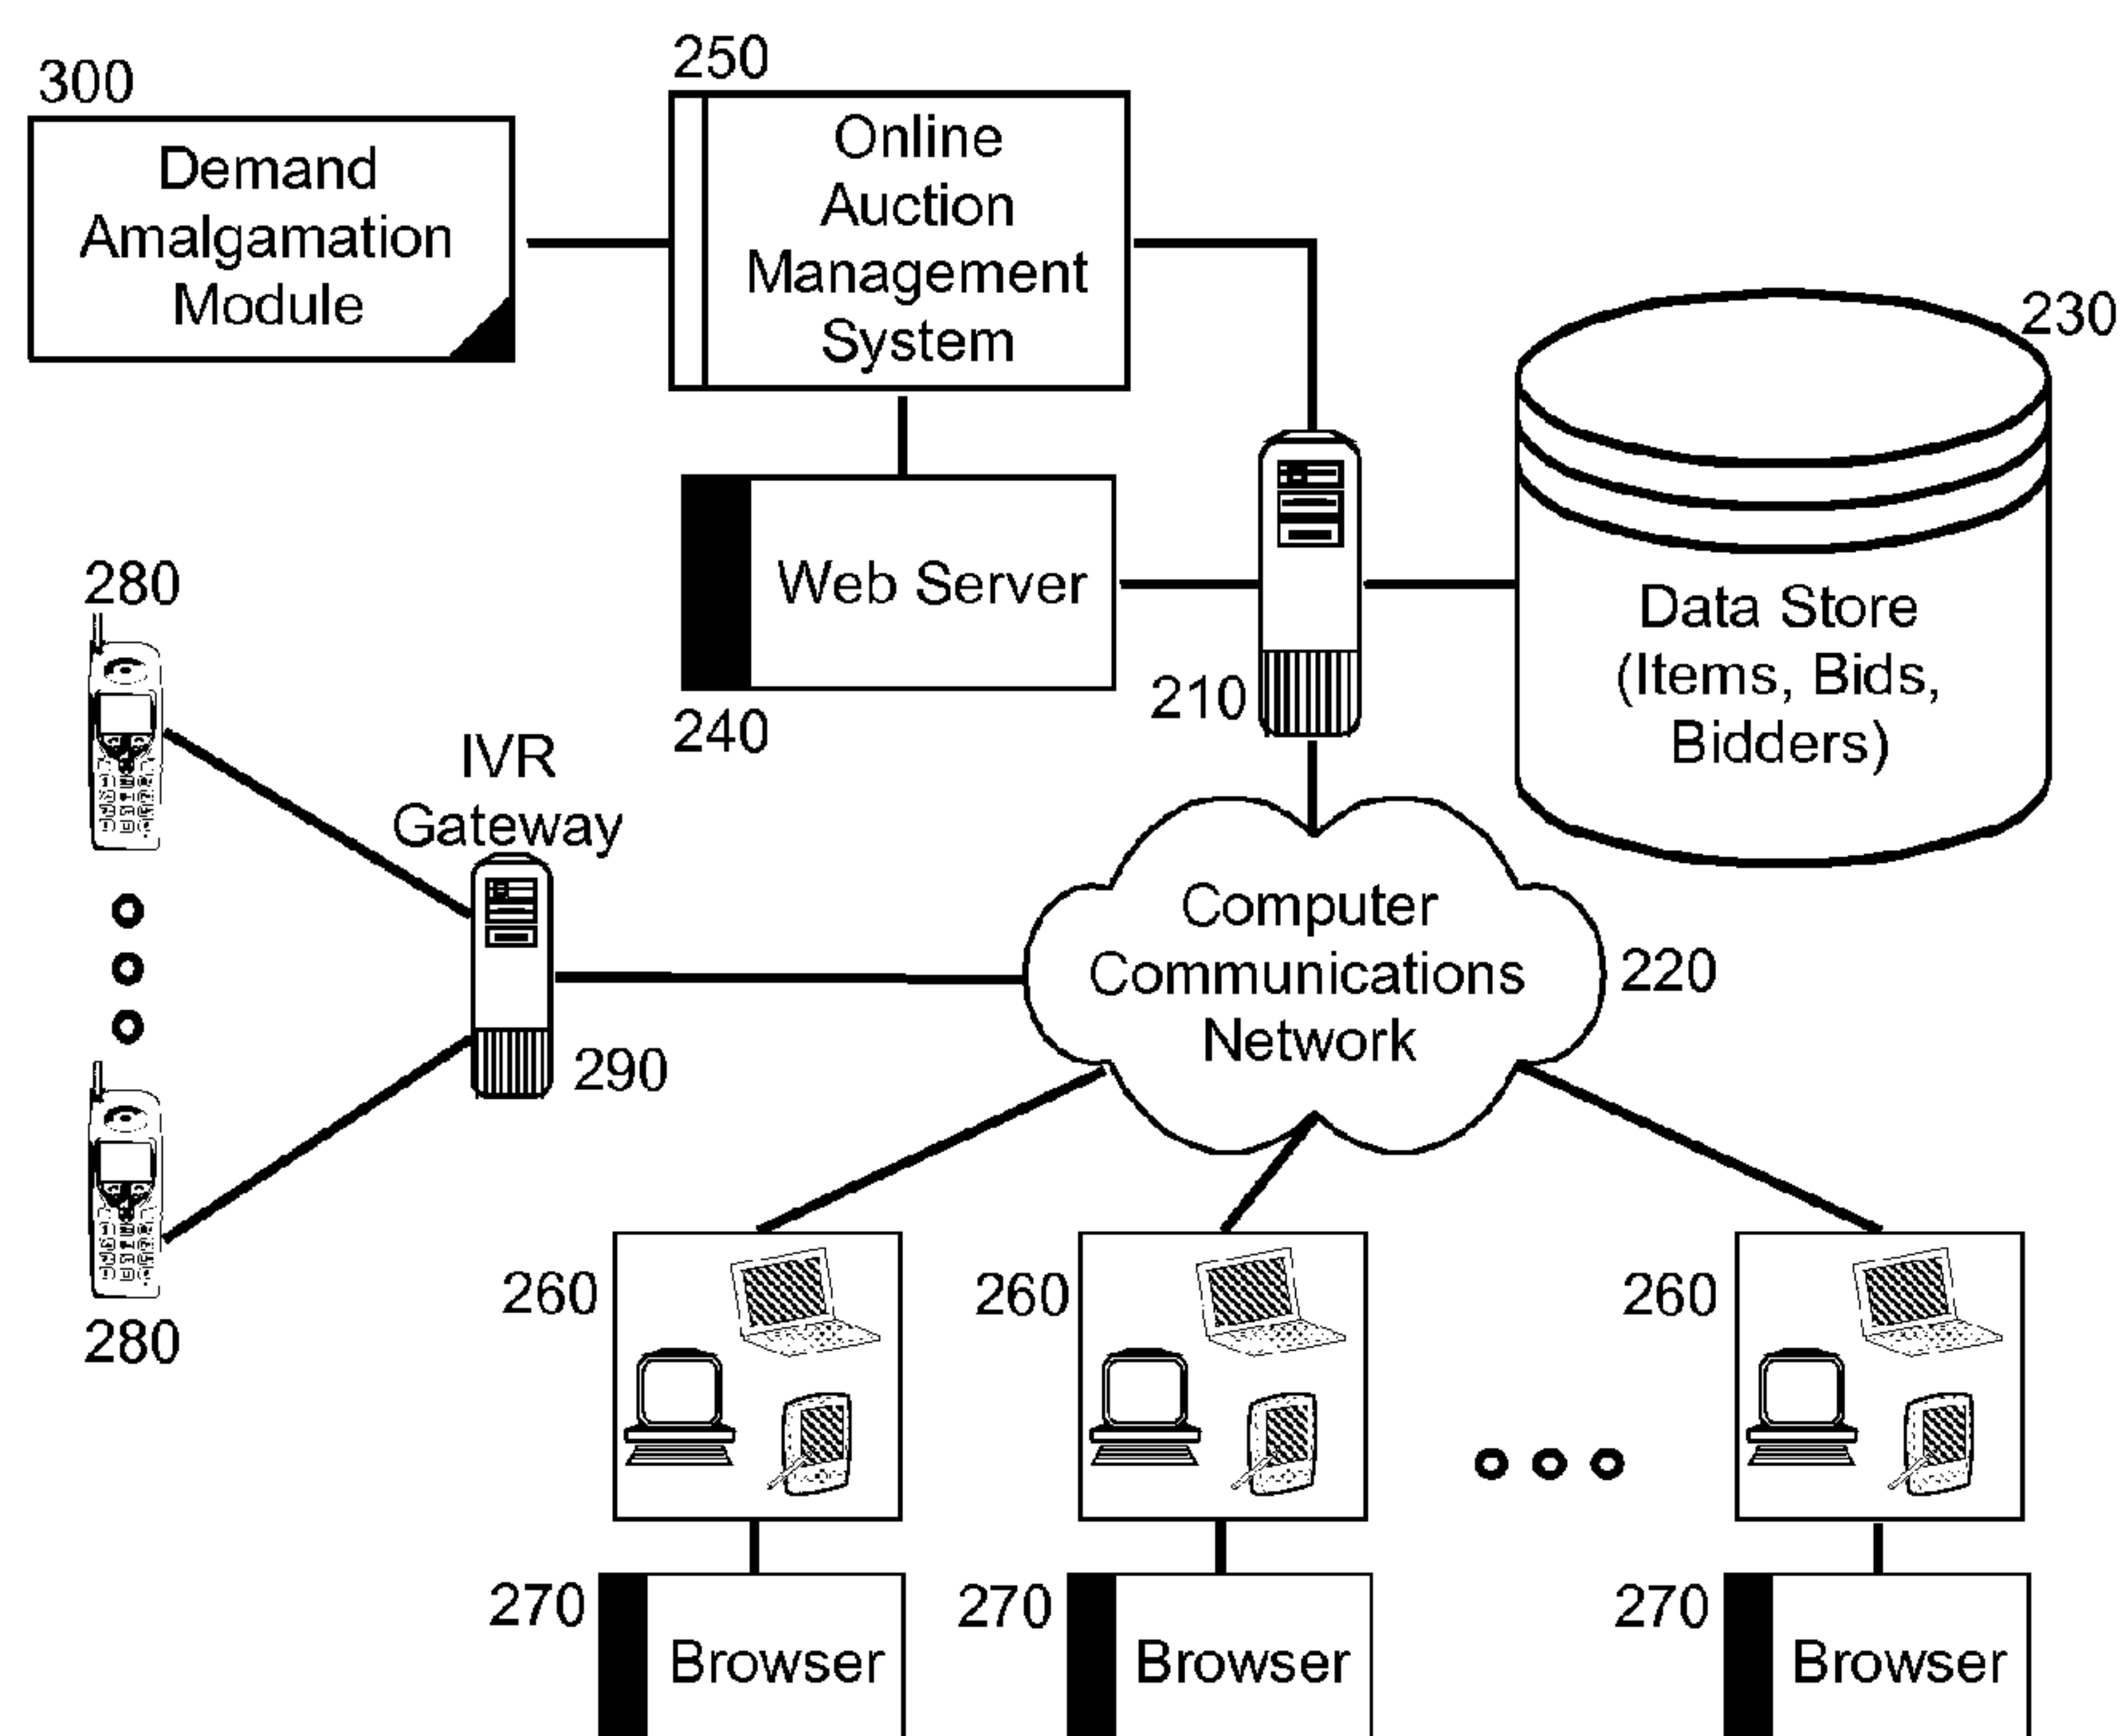 300
Demand
Amalgamation
Module
250
Online
Auction
Management
System
230
Data Store
(Items, Bids,
Bidders)
Web Server
240
210
280
IVR
Gateway
290
280
Computer
Communications
Network
220
260
260
260
270
Browser
270
Browser
270
Browser